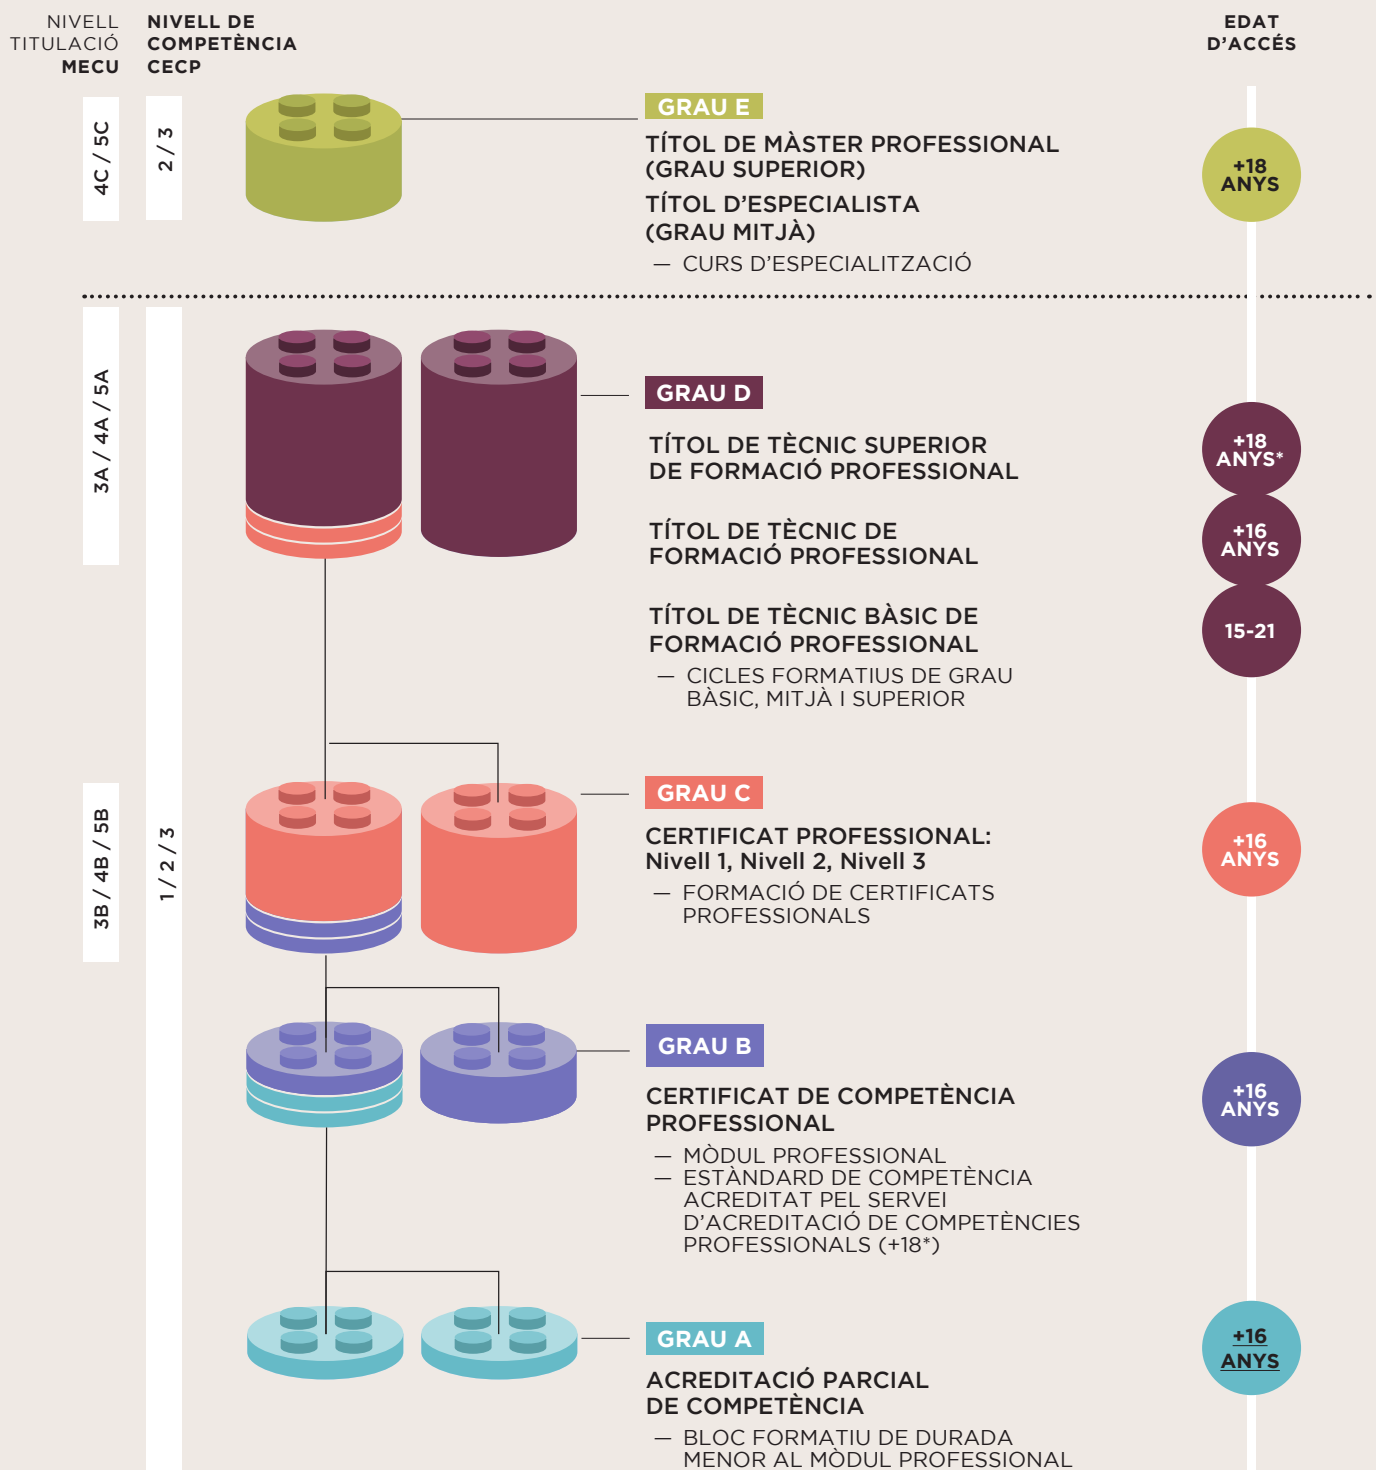 NIVELL
TITULACIÓ
MECU
NIVELL DE
COMPETÈNCIA
CECP
EDAT
D’ACCÉS
4C / 5C
2 / 3
GRAU E
TÍTOL DE MÀSTER PROFESSIONAL
(GRAU SUPERIOR)
TÍTOL D’ESPECIALISTA
(GRAU MITJÀ)
— CURS D’ESPECIALITZACIÓ
+18
ANYS
3A / 4A / 5A
GRAU D
TÍTOL DE TÈCNIC SUPERIOR
DE FORMACIÓ PROFESSIONAL
+18
ANYS*
TÍTOL DE TÈCNIC DE
FORMACIÓ PROFESSIONAL
+16
ANYS
TÍTOL DE TÈCNIC BÀSIC DE
FORMACIÓ PROFESSIONAL
— CICLES FORMATIUS DE GRAU
BÀSIC, MITJÀ I SUPERIOR
15-21
3B / 4B / 5B
1 / 2 / 3
GRAU C
CERTIFICAT PROFESSIONAL:
Nivell 1, Nivell 2, Nivell 3
— FORMACIÓ DE CERTIFICATS
PROFESSIONALS
+16
ANYS
GRAU B
CERTIFICAT DE COMPETÈNCIA
PROFESSIONAL
— MÒDUL PROFESSIONAL
— ESTÀNDARD DE COMPETÈNCIA
ACREDITAT PEL SERVEI
D’ACREDITACIÓ DE COMPETÈNCIES
PROFESSIONALS (+18*)
+16
ANYS
GRAU A
ACREDITACIÓ PARCIAL
DE COMPETÈNCIA
— BLOC FORMATIU DE DURADA
MENOR AL MÒDUL PROFESSIONAL
+16
ANYS